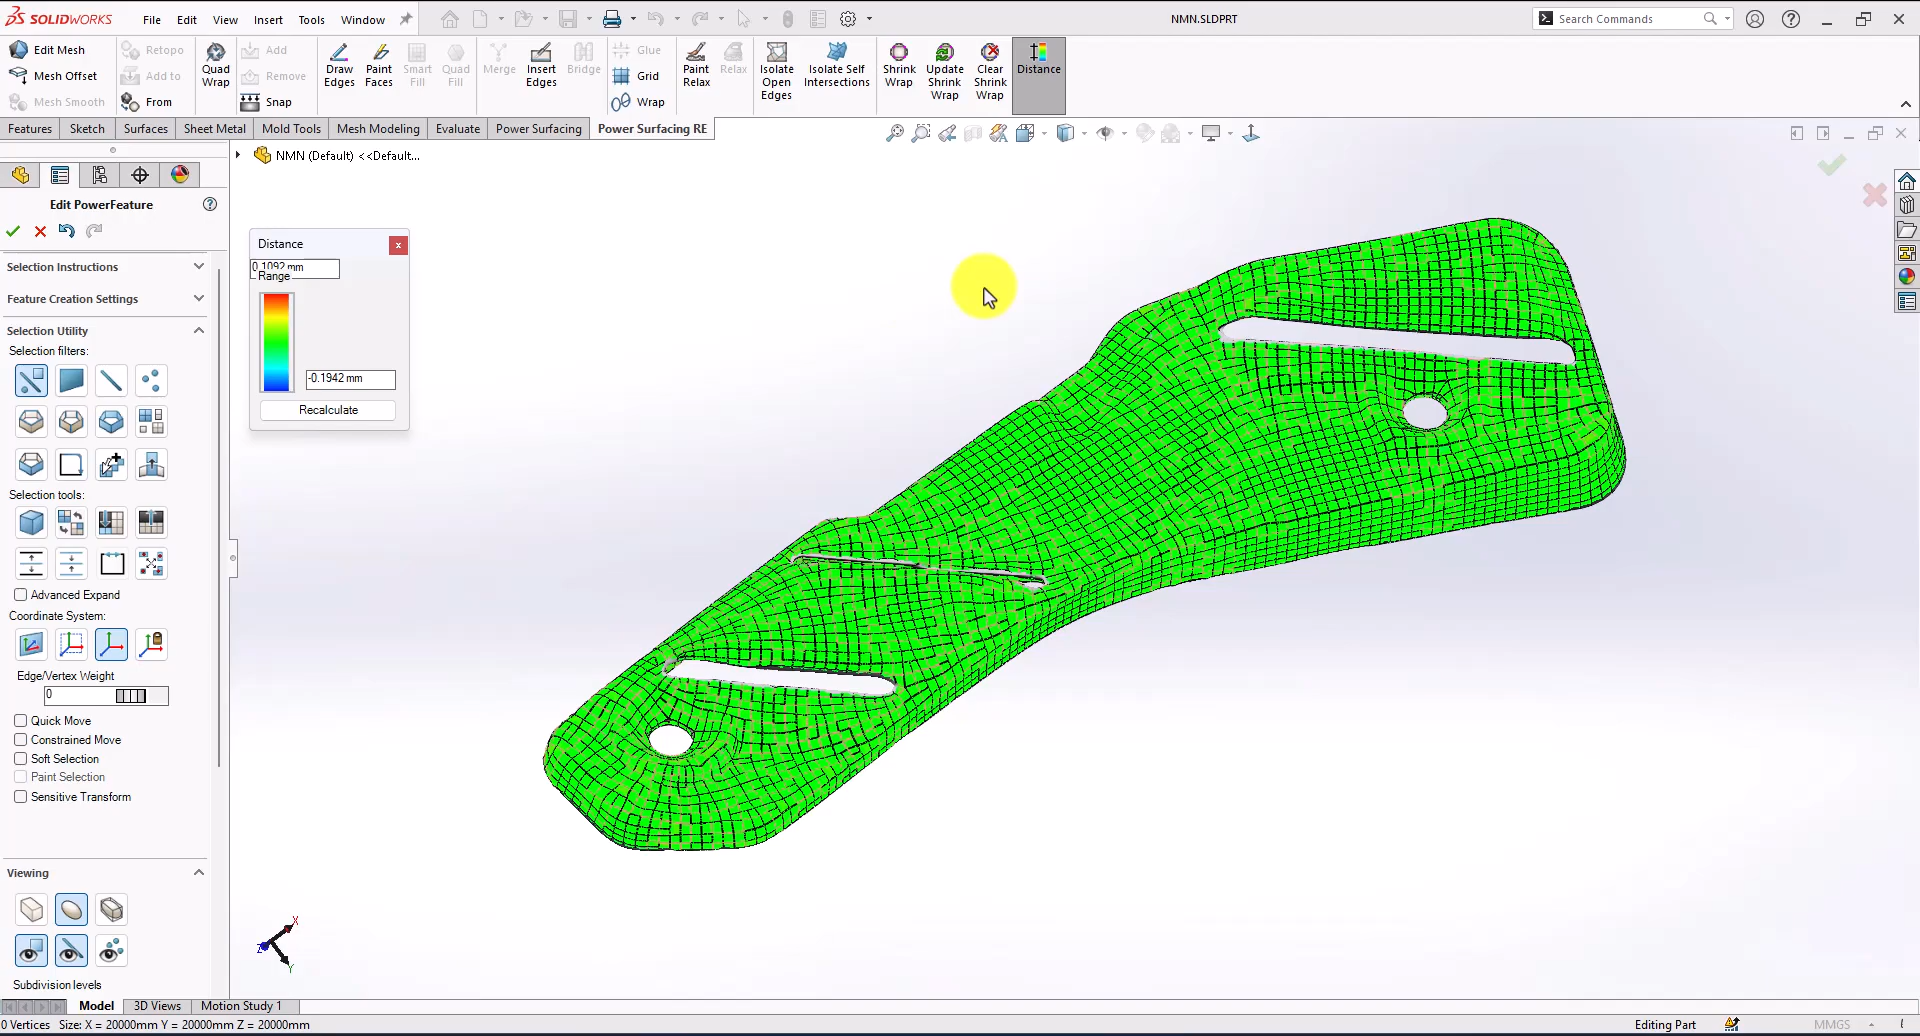 SOLIDWORKS File Edit View Insert Tools Window NMN.SLDPRT Search Commands
Edit Mesh
Mesh Offset
Mesh Smooth
Retopo
Add to
From
Quad Wrap
Add
Remove
Snap
Draw Edges
Paint Faces
Smart Fill
Quad Fill
Merge
Insert Edges
Bridge
Glue
Grid
Wrap
Paint Relax
Relax
Isolate Open Edges
Isolate Self Intersections
Shrink Wrap
Update Shrink Wrap
Clear Shrink Wrap
Distance
Features Sketch Surfaces Sheet Metal Mold Tools Mesh Modeling Evaluate Power Surfacing Power Surfacing RE
NMN (Default) <<Default...
Edit PowerFeature
Selection Instructions
Feature Creation Settings
Selection Utility
Selection filters:
Selection tools:
Advanced Expand
Coordinate System:
Edge/Vertex Weight
0
Quick Move
Constrained Move
Soft Selection
Paint Selection
Sensitive Transform
Viewing
Subdivision levels
Distance
x
0.1092 mm
Range
-0.1942 mm
Recalculate
X
Z
Y
Model 3D Views Motion Study 1
0 Vertices Size: X = 20000mm Y = 20000mm Z = 20000mm Editing Part MMGS